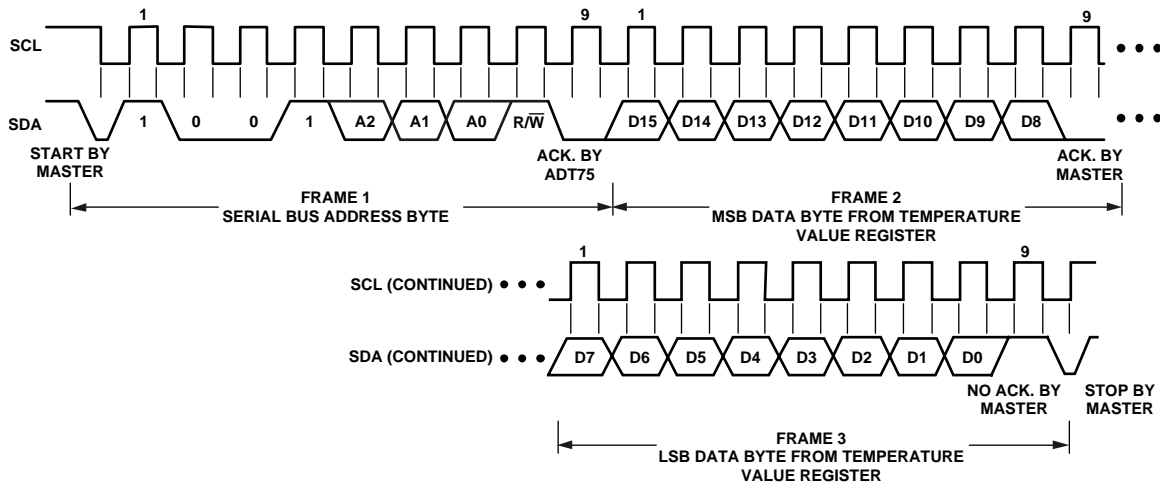 1 9 1 9
SCL
SDA 1 0 0 1 A2 A1 A0 R/W̅ D15 D14 D13 D12 D11 D10 D9 D8
START BY
MASTER
ACK. BY
ADT75
ACK. BY
MASTER
FRAME 1
SERIAL BUS ADDRESS BYTE
FRAME 2
MSB DATA BYTE FROM TEMPERATURE
VALUE REGISTER
1 9
SCL (CONTINUED)
SDA (CONTINUED) D7 D6 D5 D4 D3 D2 D1 D0
NO ACK. BY
MASTER
STOP BY
MASTER
FRAME 3
LSB DATA BYTE FROM TEMPERATURE
VALUE REGISTER